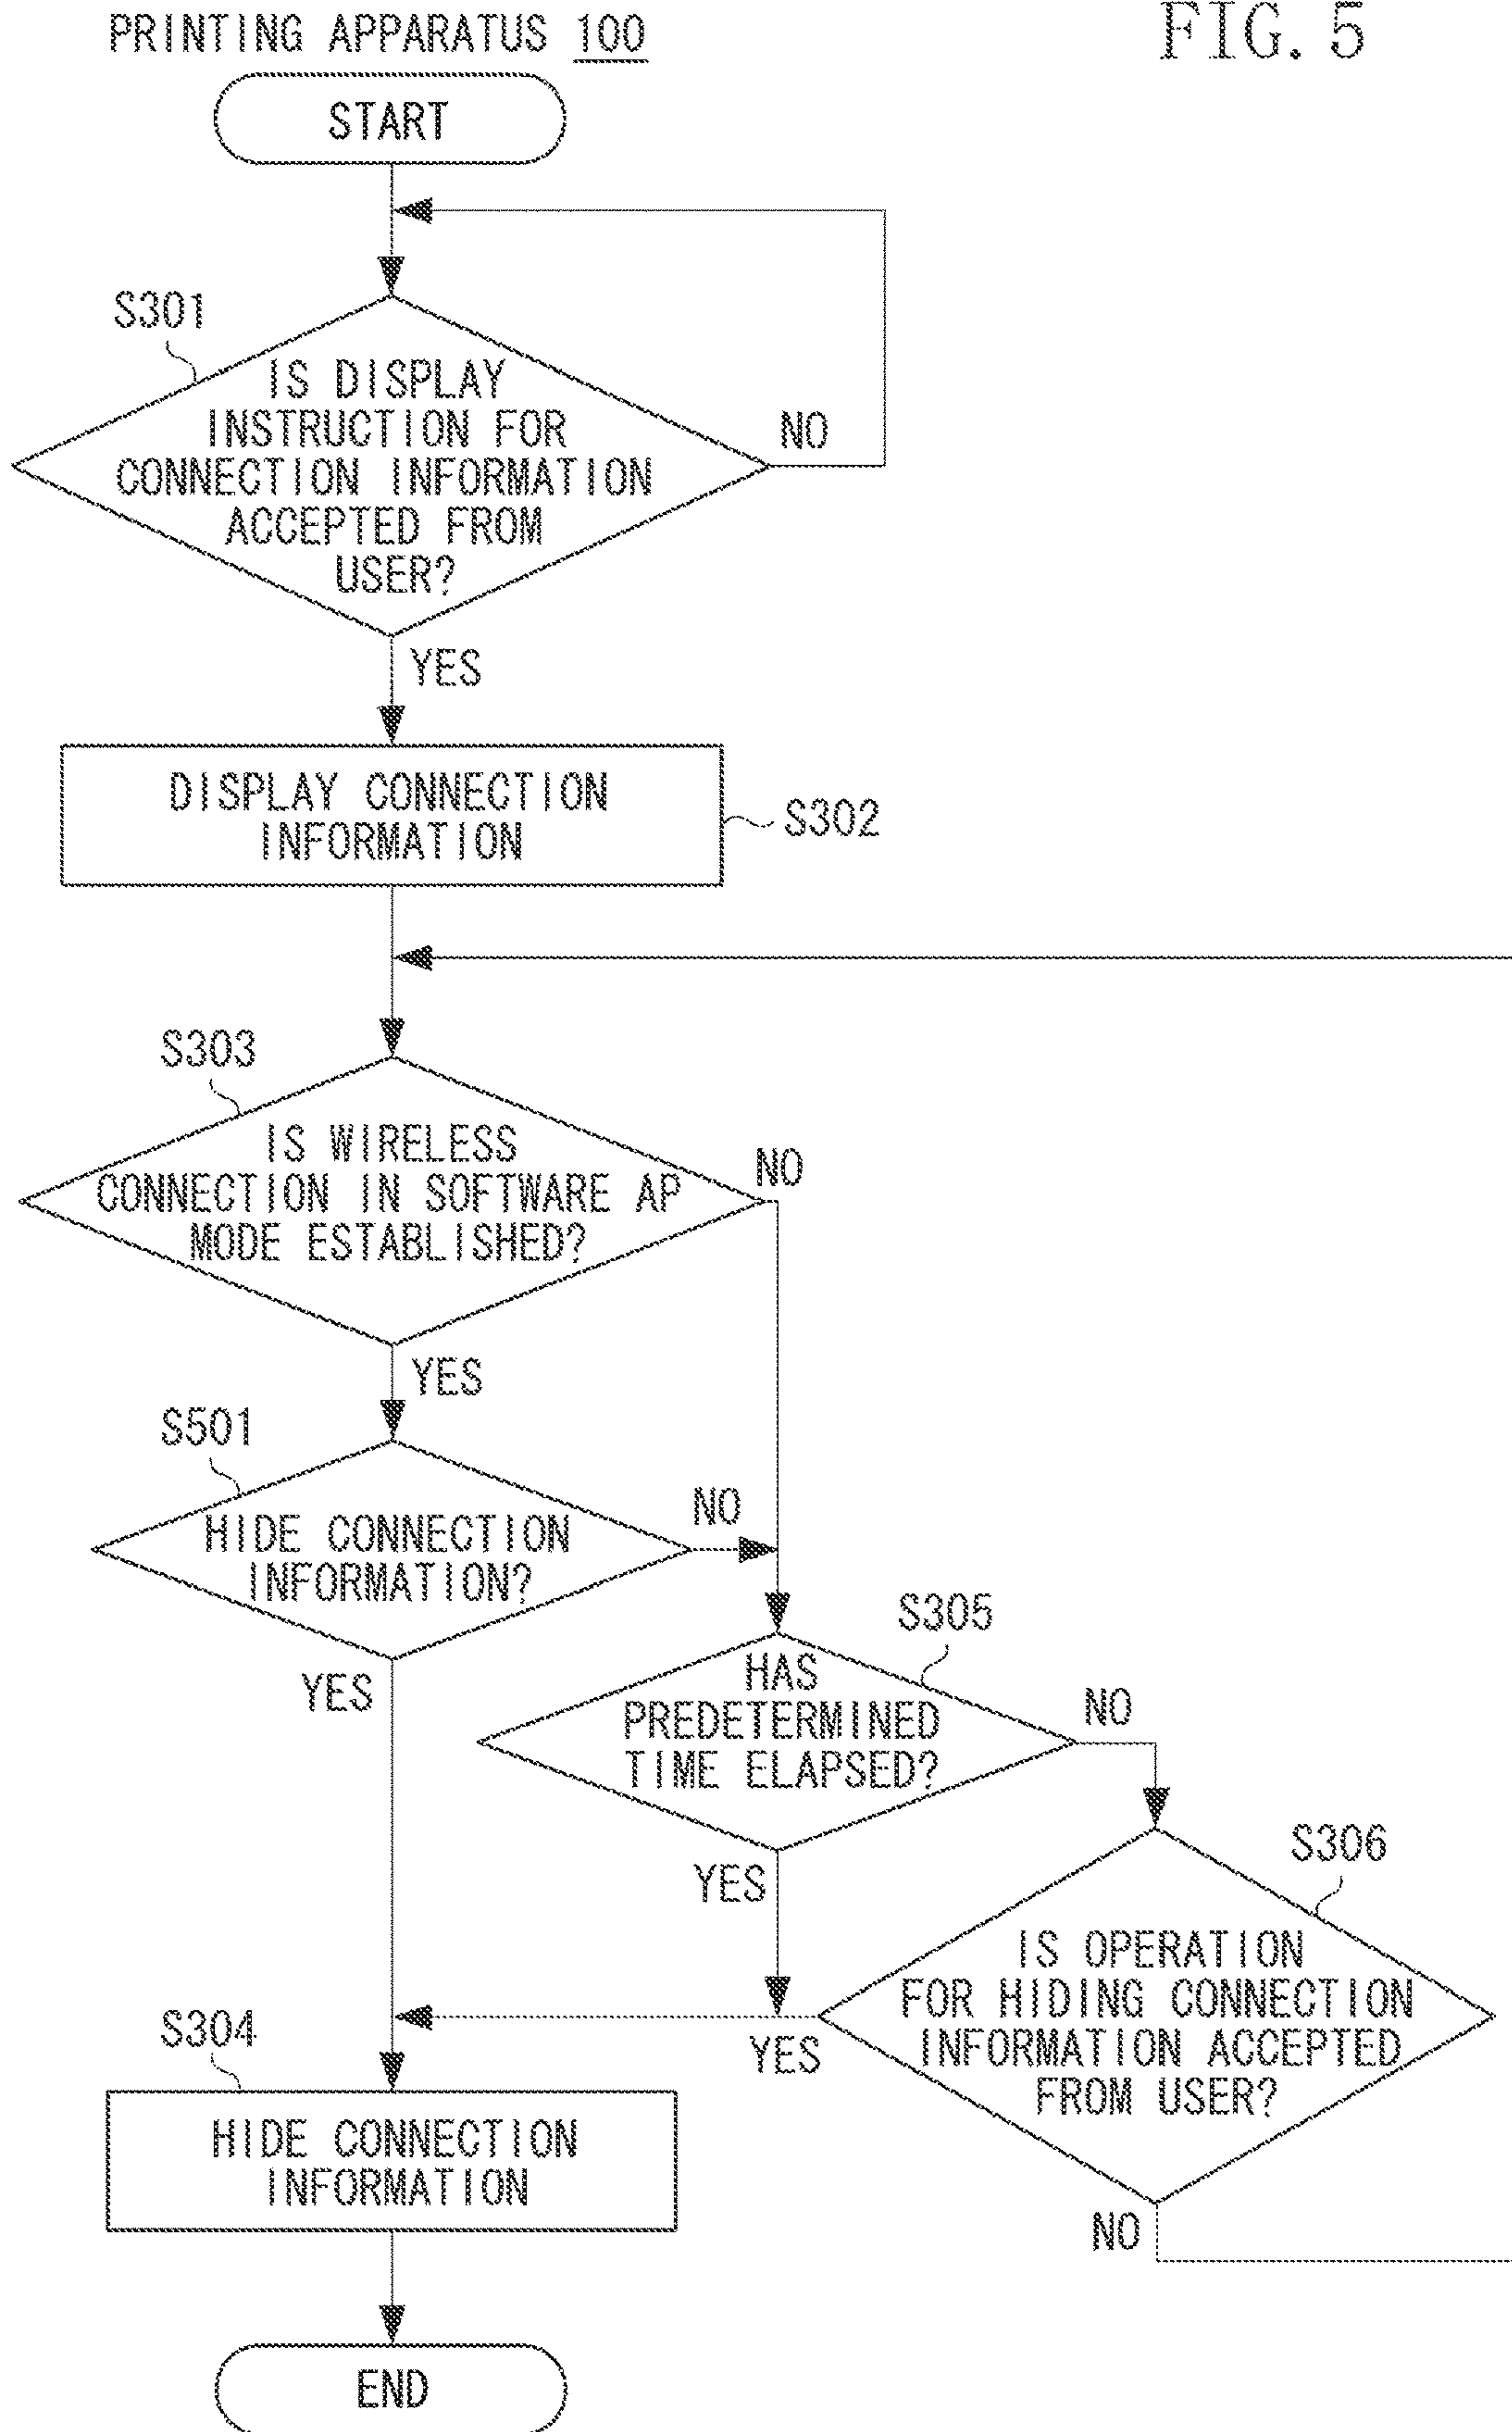 PRINTING APPARATUS 100
FIG. 5
START
S301
IS DISPLAY
INSTRUCTION FOR
CONNECTION INFORMATION
ACCEPTED FROM
USER?
NO
YES
DISPLAY CONNECTION
INFORMATION
S302
S303
IS WIRELESS
CONNECTION IN SOFTWARE AP
MODE ESTABLISHED?
NO
YES
S501
HIDE CONNECTION
INFORMATION?
NO
YES
S305
HAS
PREDETERMINED
TIME ELAPSED?
NO
YES
S306
IS OPERATION
FOR HIDING CONNECTION
INFORMATION ACCEPTED
FROM USER?
YES
NO
S304
HIDE CONNECTION
INFORMATION
END